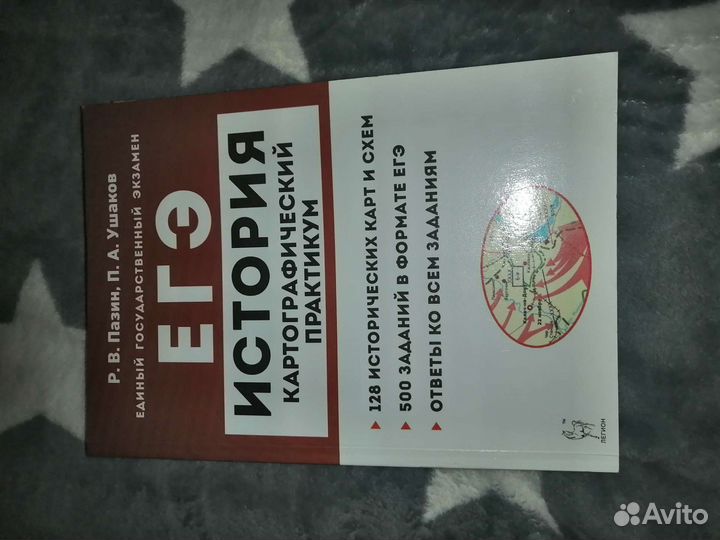 Р. В. Пазин, П. А. Ушаков
ЕДИНЫЙ ГОСУДАРСТВЕННЫЙ ЭКЗАМЕН
ЕГЭ
ИСТОРИЯ
КАРТОГРАФИЧЕСКИЙ
ПРАКТИКУМ
128 ИСТОРИЧЕСКИХ КАРТ И СХЕМ
500 ЗАДАНИЙ В ФОРМАТЕ ЕГЭ
ОТВЕТЫ КО ВСЕМ ЗАДАНИЯМ
ЛЕГИОН
Avito